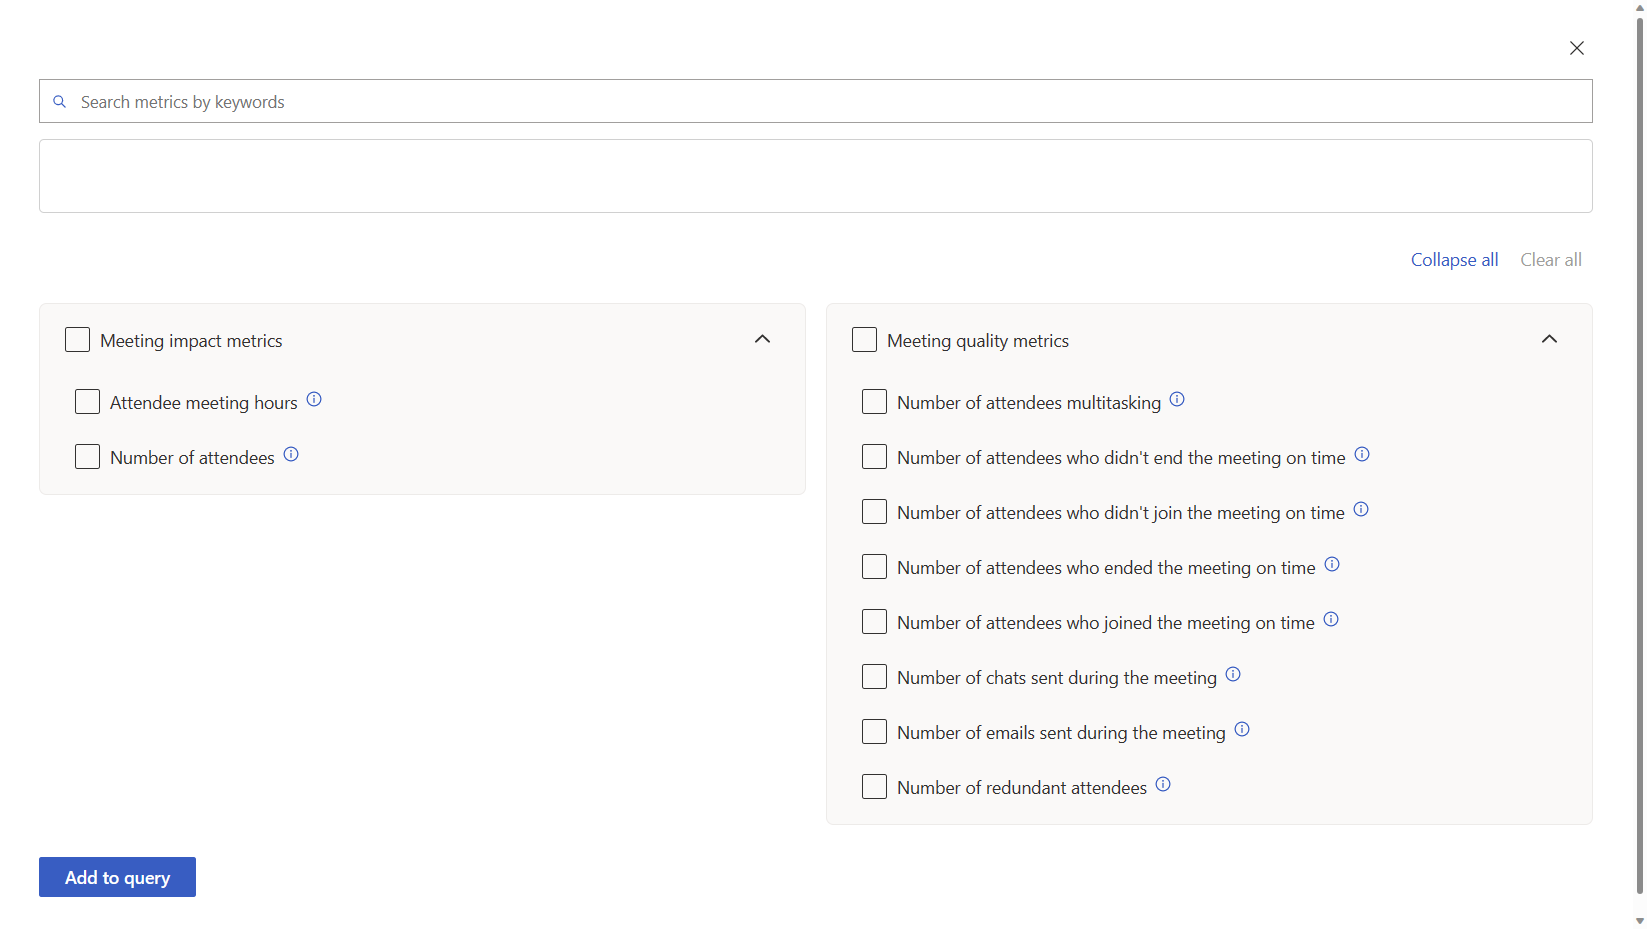 Search metrics by keywords
Collapse all Clear all
Meeting impact metrics
Attendee meeting hours
Number of attendees
Meeting quality metrics
Number of attendees multitasking
Number of attendees who didn't end the meeting on time
Number of attendees who didn't join the meeting on time
Number of attendees who ended the meeting on time
Number of attendees who joined the meeting on time
Number of chats sent during the meeting
Number of emails sent during the meeting
Number of redundant attendees
Add to query